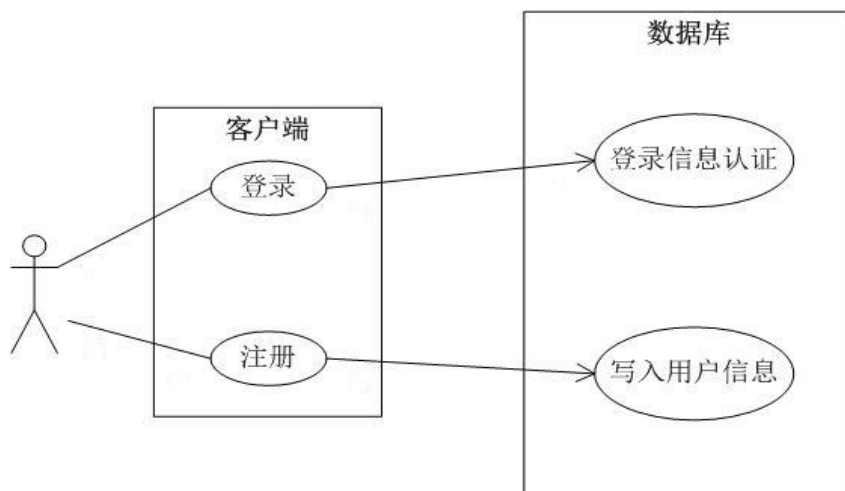 数据库
客户端
登录
登录信息认证
注册
写入用户信息